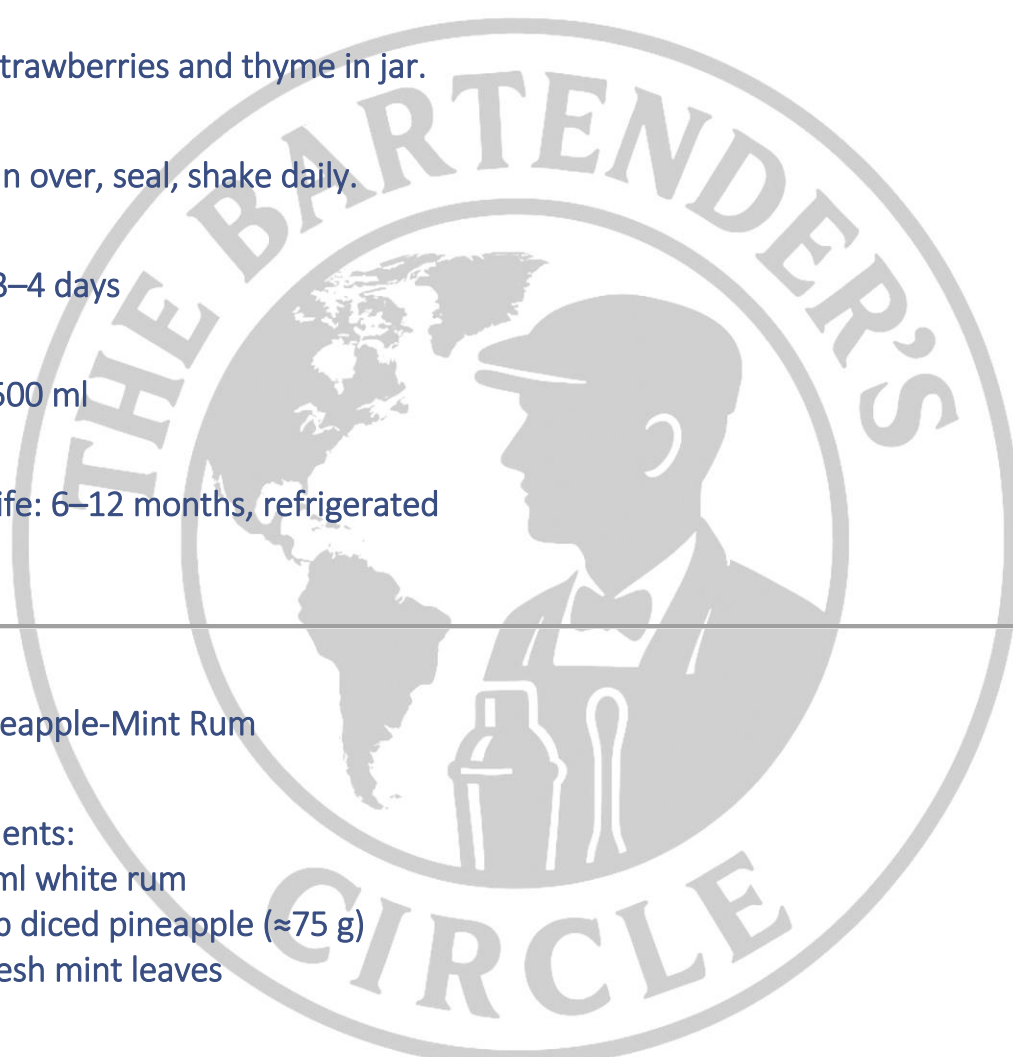 THE BARTENDER'S
trawberries and thyme in jar.
n over, seal, shake daily.
3–4 days
500 ml
ife: 6–12 months, refrigerated
eapple-Mint Rum
ents:
ml white rum
diced pineapple (≈75 g)
esh mint leaves
CIRCLE